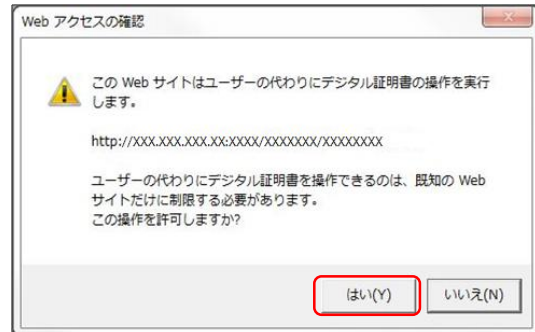 Web アクセスの確認
この Web サイトはユーザーの代わりにデジタル証明書の操作を実行
します。
http://XXX.XXX.XXX.XX:XXXX/XXXXXXX/XXXXXXXX
ユーザーの代わりにデジタル証明書を操作できるのは、既知の Web
サイトだけに制限する必要があります。
この操作を許可しますか?
はい(Y)
いいえ(N)